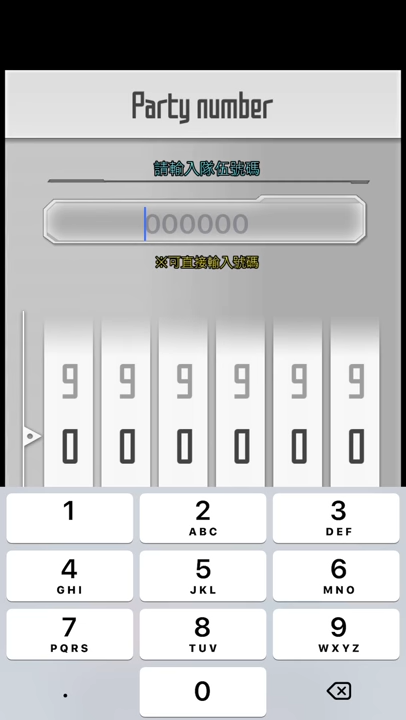 Party number
請輸入隊伍號碼
000000
※可直接輸入號碼
9 9 9 9 9 9
0 0 0 0 0 0
1 2 3
ABC DEF
4 5 6
GHI JKL MNO
7 8 9
PQRS TUV WXYZ
. 0